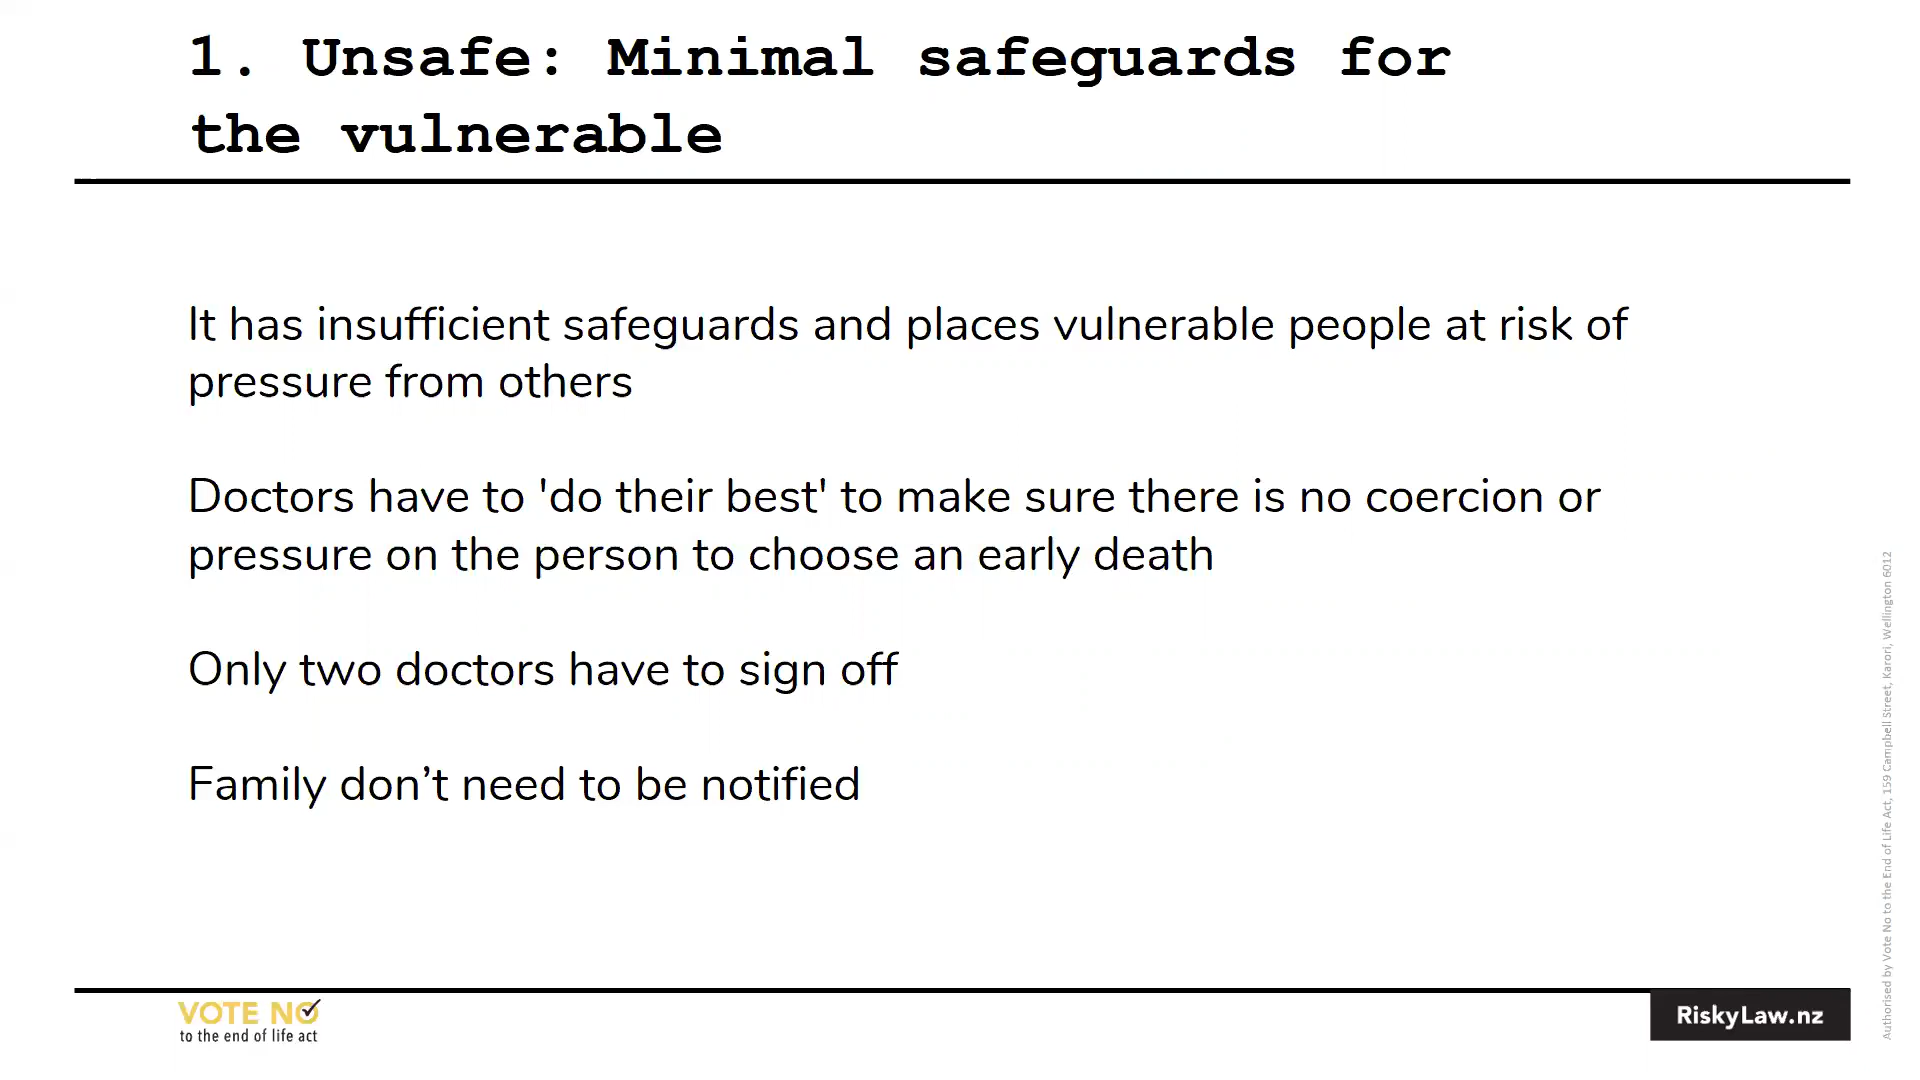 1. Unsafe: Minimal safeguards for
the vulnerable
It has insufficient safeguards and places vulnerable people at risk of
pressure from others
Doctors have to 'do their best' to make sure there is no coercion or
pressure on the person to choose an early death
Only two doctors have to sign off
Family don’t need to be notified
VOTE NO
to the end of life act
RiskyLaw.nz
Authorised by Vote No to the End of Life Act, 159 Campbell Street, Karori, Wellington 6012